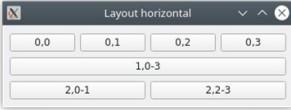 Layout horizontal
0,0 0,1 0,2 0,3
1,0-3
2,0-1 2,2-3